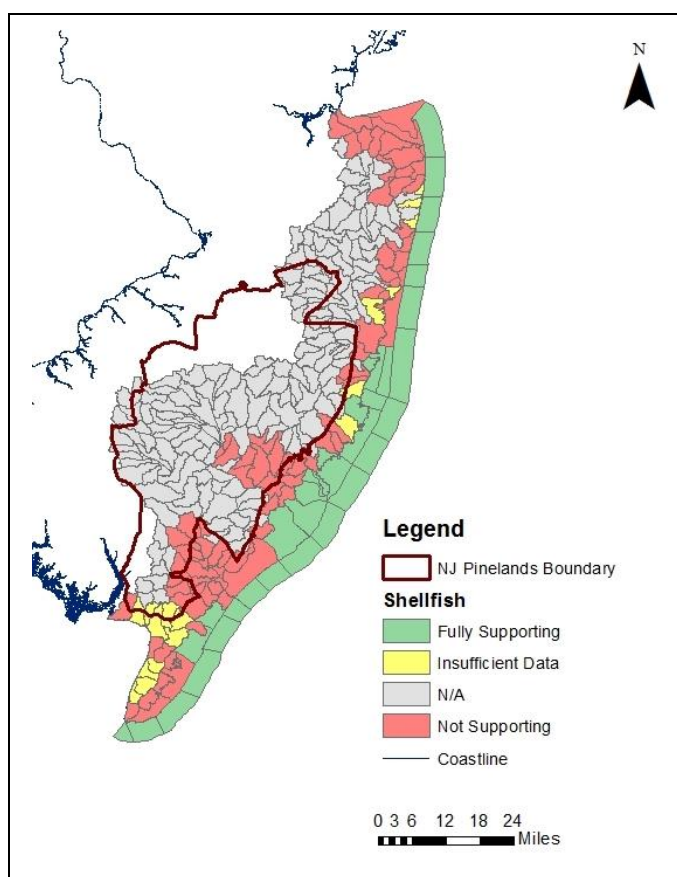 N
Legend
NJ Pinelands Boundary
Shellfish
Fully Supporting
Insufficient Data
N/A
Not Supporting
Coastline
0 3 6 12 18 24
Miles